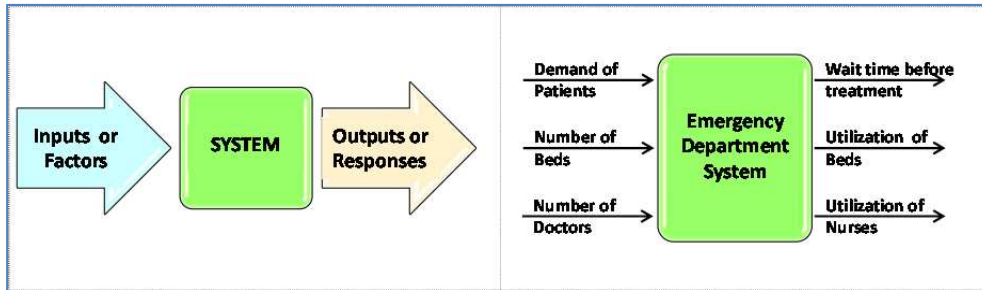 Inputs or
Factors
SYSTEM
Outputs or
Responses
Demand of
Patients
Number of
Beds
Number of
Doctors
Emergency
Department
System
Wait time before
treatment
Utilization of
Beds
Utilization of
Nurses